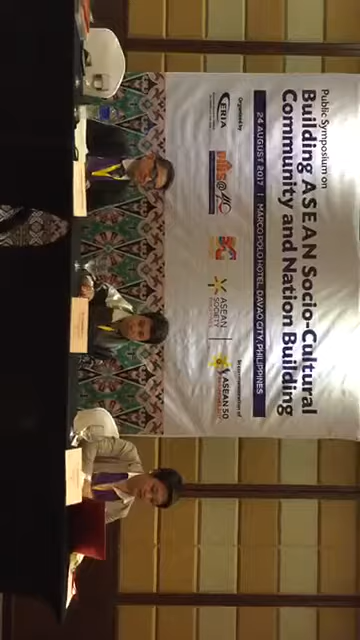 Public Symposium on
Building ASEAN Socio-Cultural
Community and Nation Building
24 AUGUST 2017 | MARCO POLO HOTEL, DAVAO CITY, PHILIPPINES
Organised by
In commemoration of
ERIA
ASEAN
SOCIETY
ASEAN 50